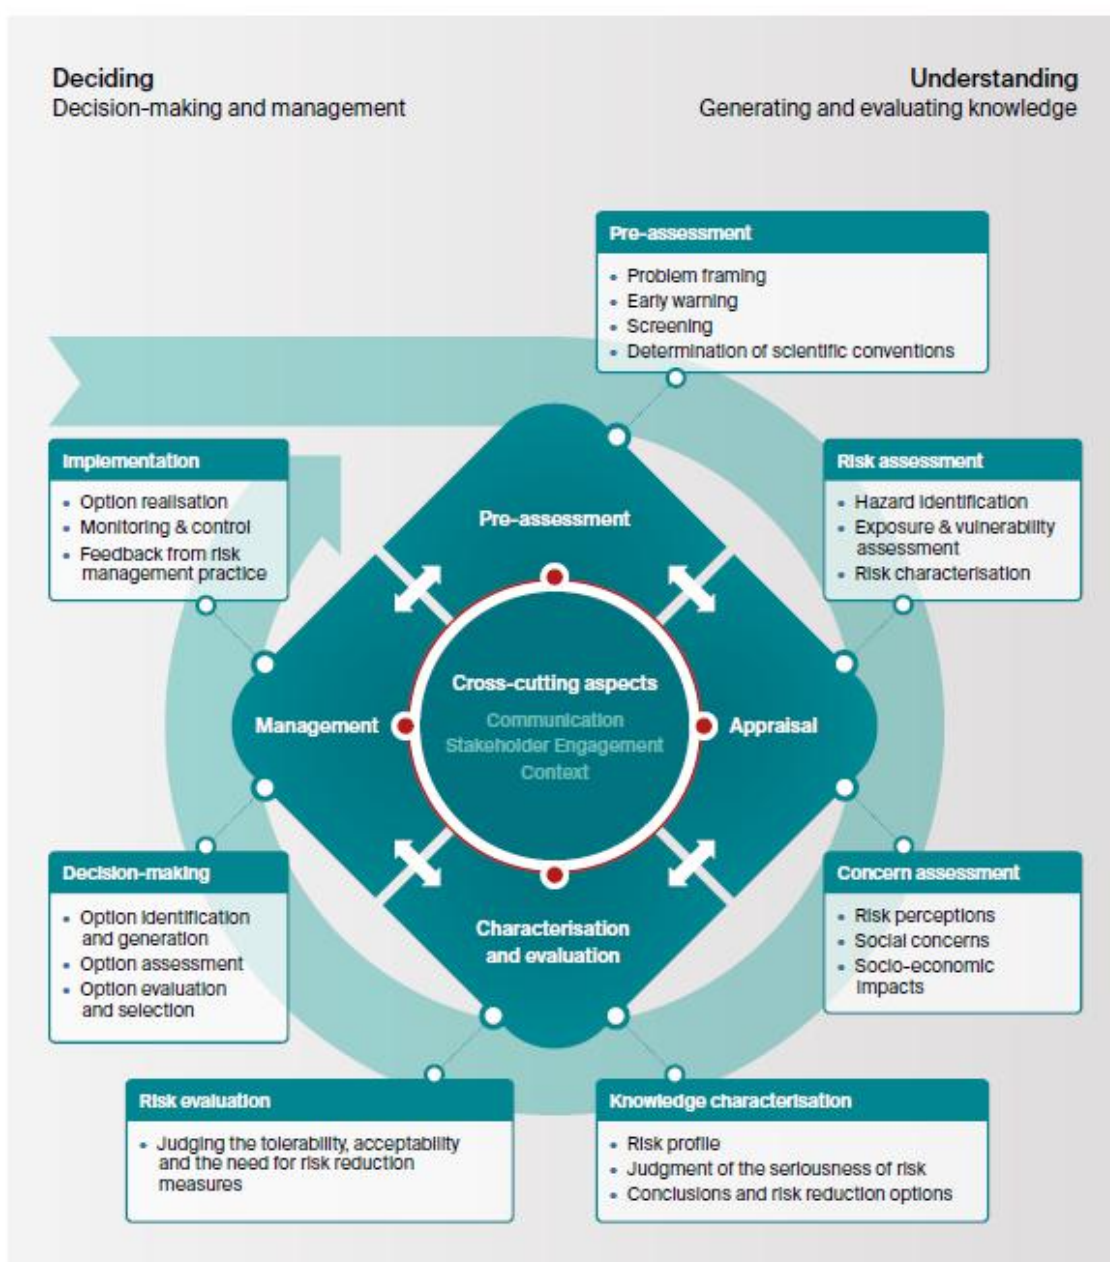 Deciding
Decision-making and management
Understanding
Generating and evaluating knowledge
Pre-assessment
• Problem framing
• Early warning
• Screening
• Determination of scientific conventions
Implementation
• Option realisation
• Monitoring & control
• Feedback from risk
management practice
Risk assessment
• Hazard identification
• Exposure & vulnerability
assessment
• Risk characterisation
Pre-assessment
Cross-cutting aspects
Communication
Stakeholder Engagement
Context
Management
Appraisal
Characterisation
and evaluation
Decision-making
• Option identification
and generation
• Option assessment
• Option evaluation
and selection
Concern assessment
• Risk perceptions
• Social concerns
• Socio-economic
impacts
Risk evaluation
• Judging the tolerability, acceptability
and the need for risk reduction
measures
Knowledge characterisation
• Risk profile
• Judgment of the seriousness of risk
• Conclusions and risk reduction options